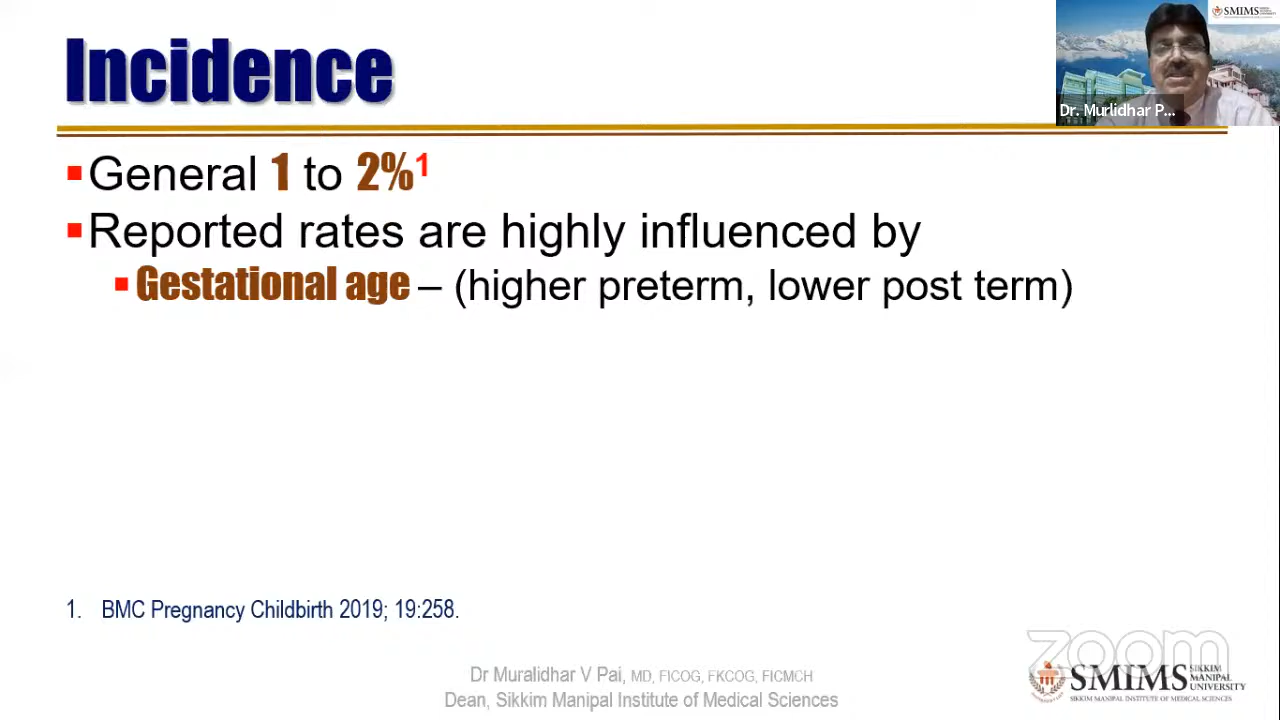 Incidence
SMIMS
Dr. Murlidhar P...
General 1 to 2%1
Reported rates are highly influenced by
Gestational age – (higher preterm, lower post term)
1. BMC Pregnancy Childbirth 2019; 19:258.
Dr Muralidhar V Pai, MD, FICOG, FKCOG, FICMCH
Dean, Sikkim Manipal Institute of Medical Sciences
zoom
SMIMS
SIKKIM
MANIPAL
UNIVERSITY
SIKKIM MANIPAL INSTITUTE OF MEDICAL SCIENCES